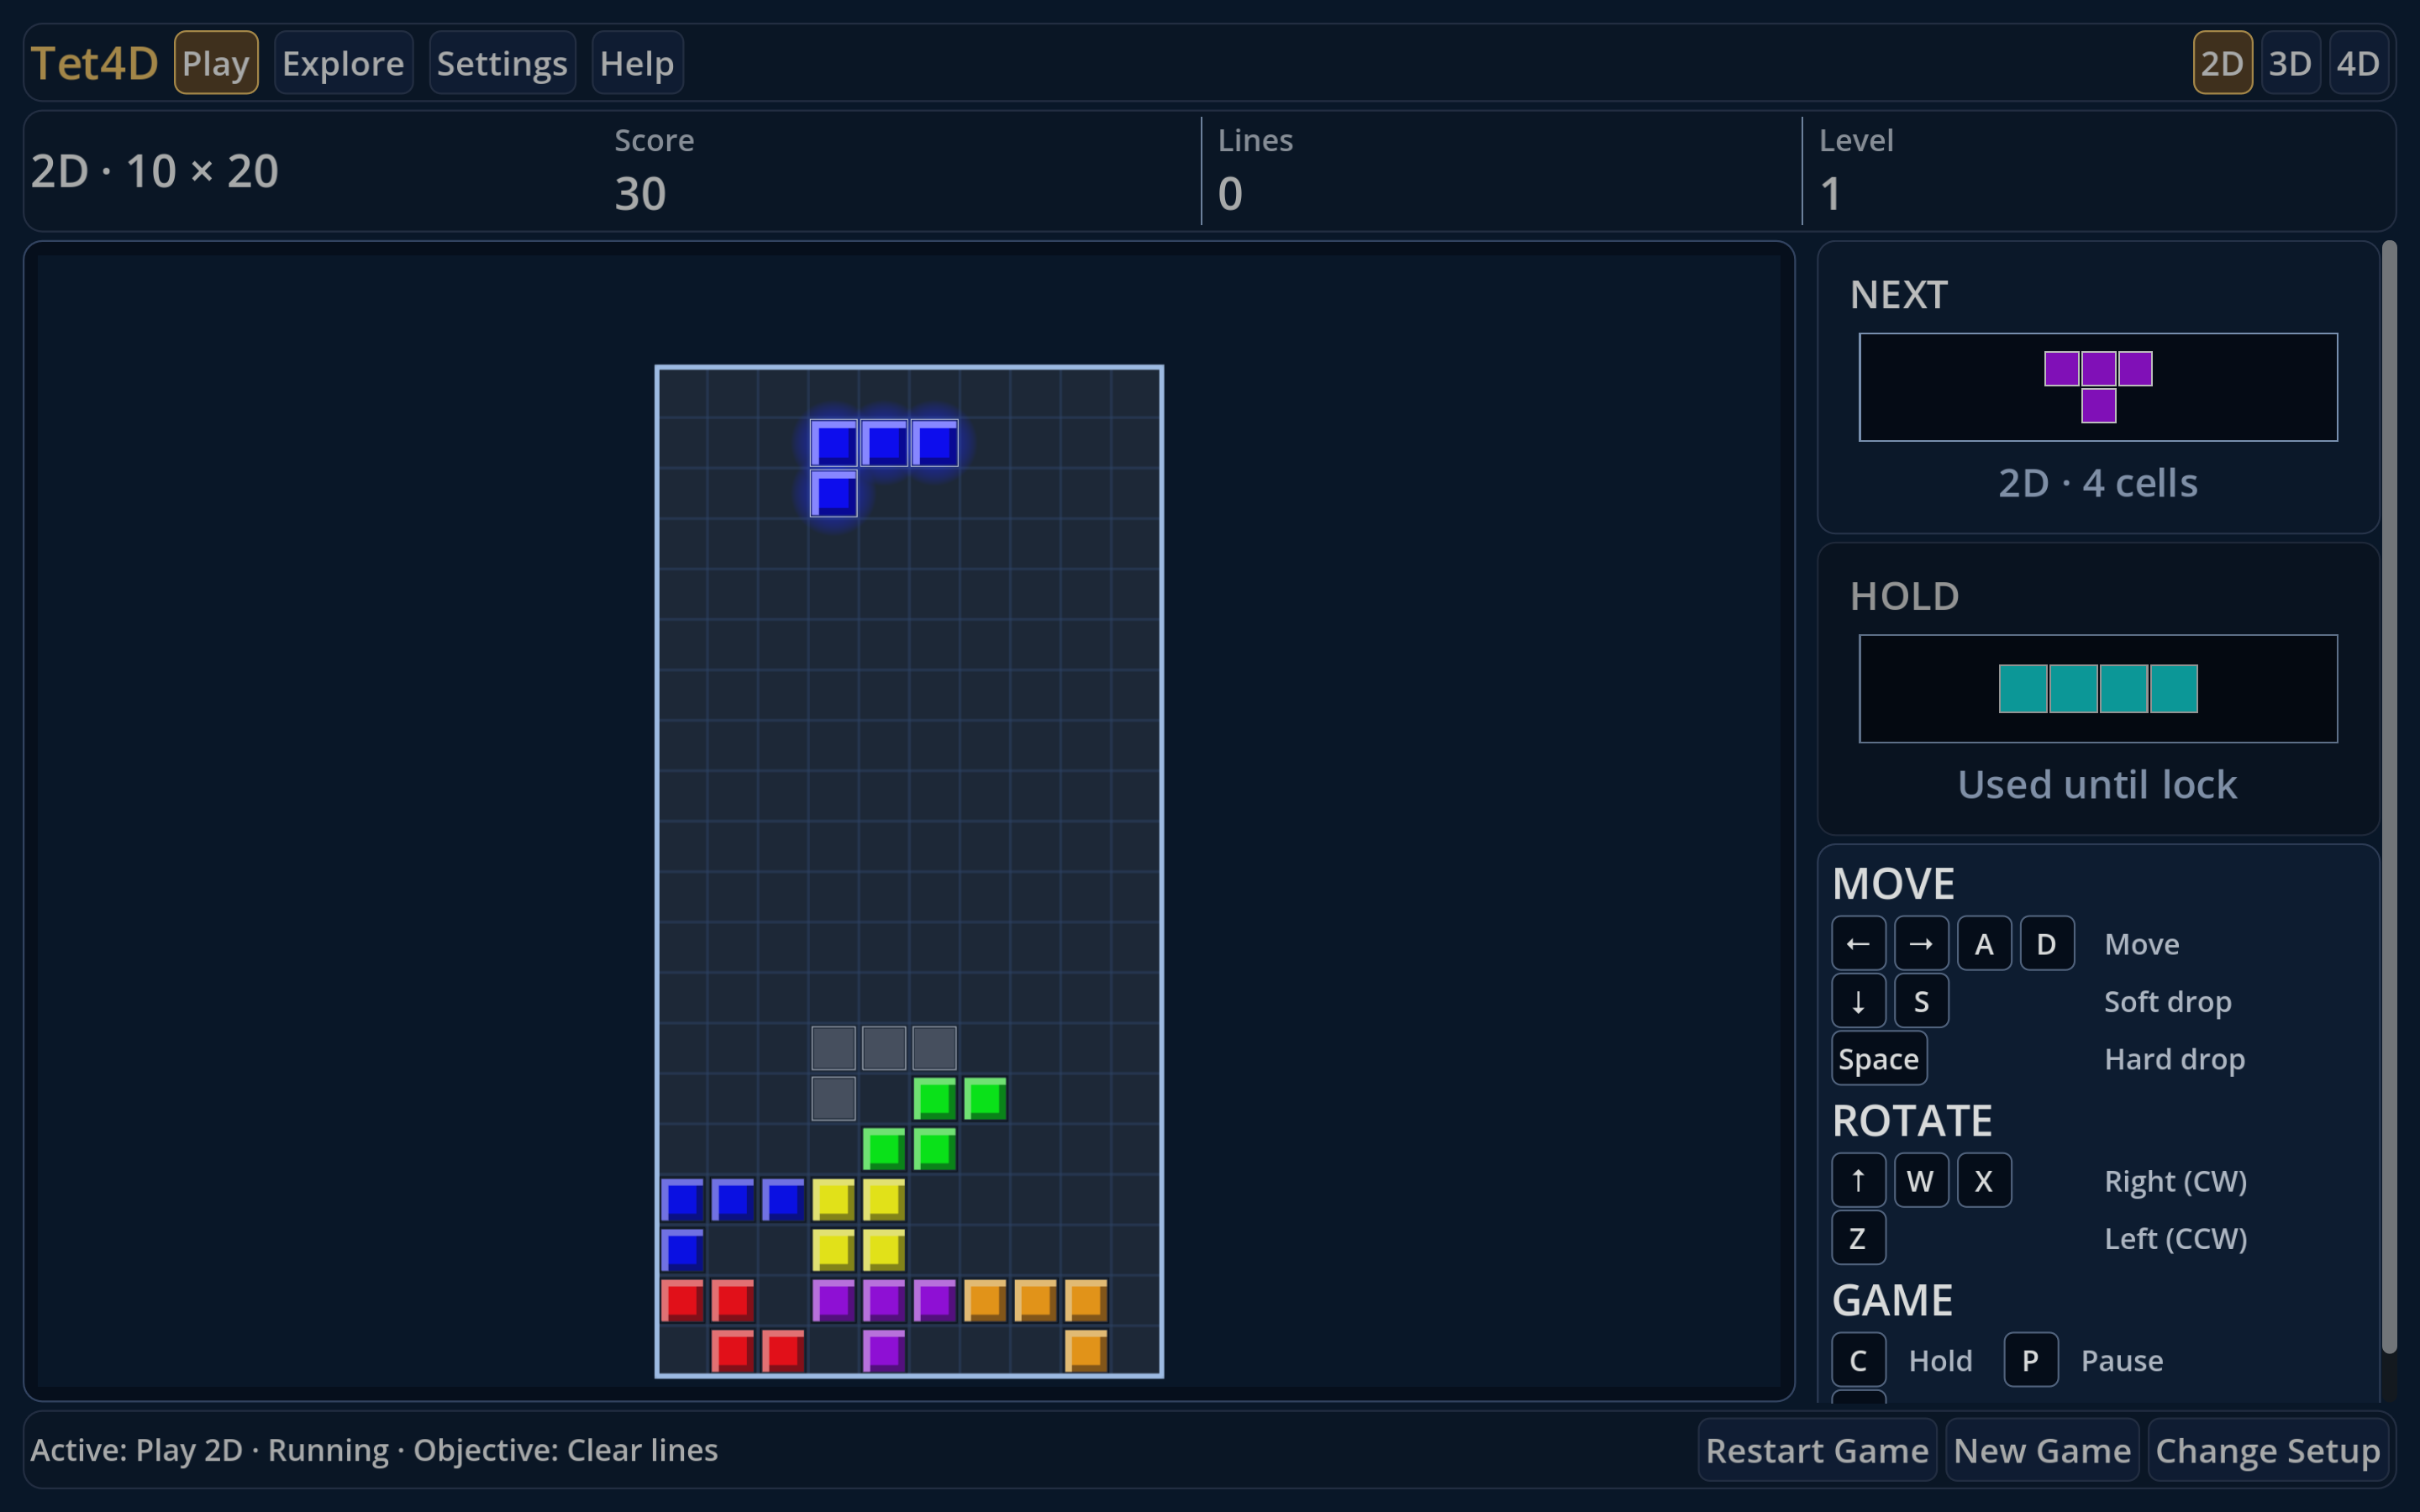 Tet4D Play Explore Settings Help 2D 3D 4D
2D · 10 × 20
Score
30
Lines
0
Level
1
NEXT
2D · 4 cells
HOLD
Used until lock
MOVE
← → A D Move
↓ S Soft drop
Space Hard drop
ROTATE
↑ W X Right (CW)
Z Left (CCW)
GAME
C Hold P Pause
Active: Play 2D · Running · Objective: Clear lines
Restart Game New Game Change Setup